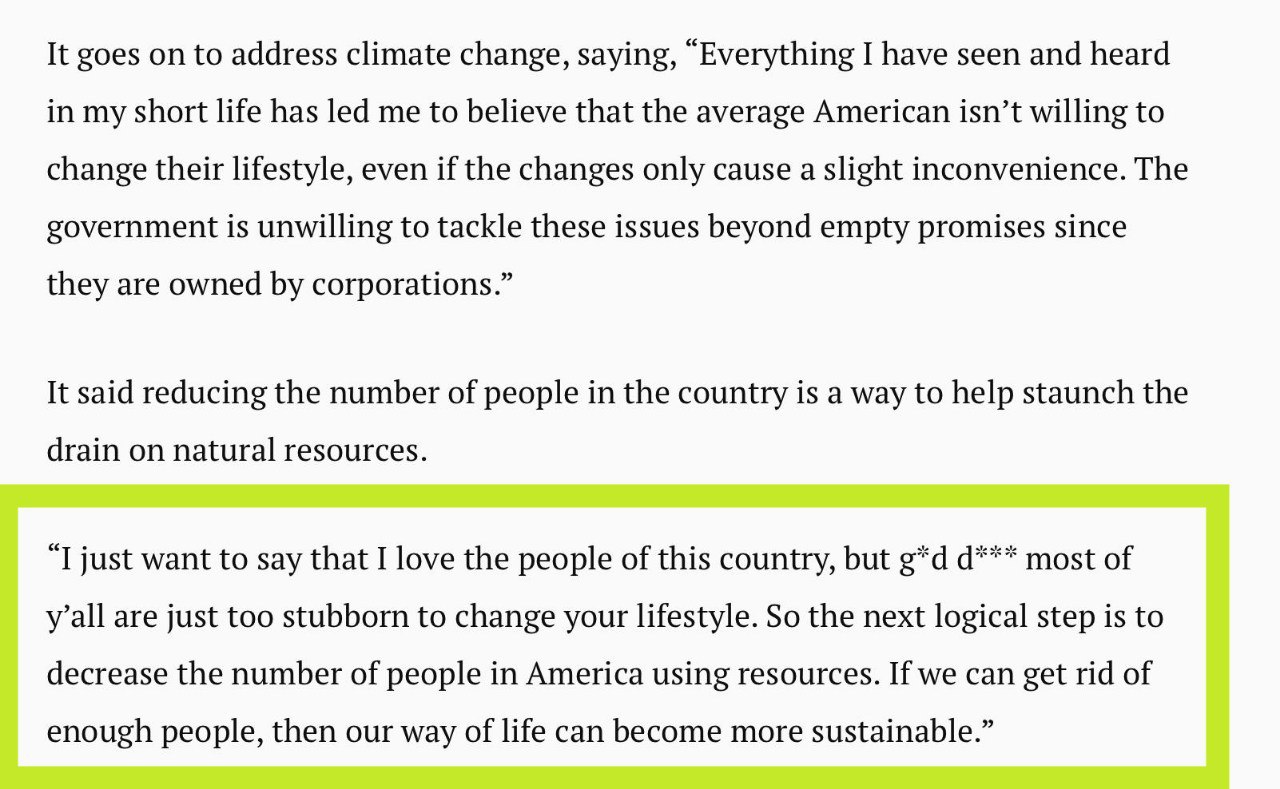 It goes on to address climate change, saying, “Everything I have seen and heard
in my short life has led me to believe that the average American isn’t willing to
change their lifestyle, even if the changes only cause a slight inconvenience. The
government is unwilling to tackle these issues beyond empty promises since
they are owned by corporations.”
It said reducing the number of people in the country is a way to help staunch the
drain on natural resources.
“I just want to say that I love the people of this country, but g*d d*** most of
y’all are just too stubborn to change your lifestyle. So the next logical step is to
decrease the number of people in America using resources. If we can get rid of
enough people, then our way of life can become more sustainable.”